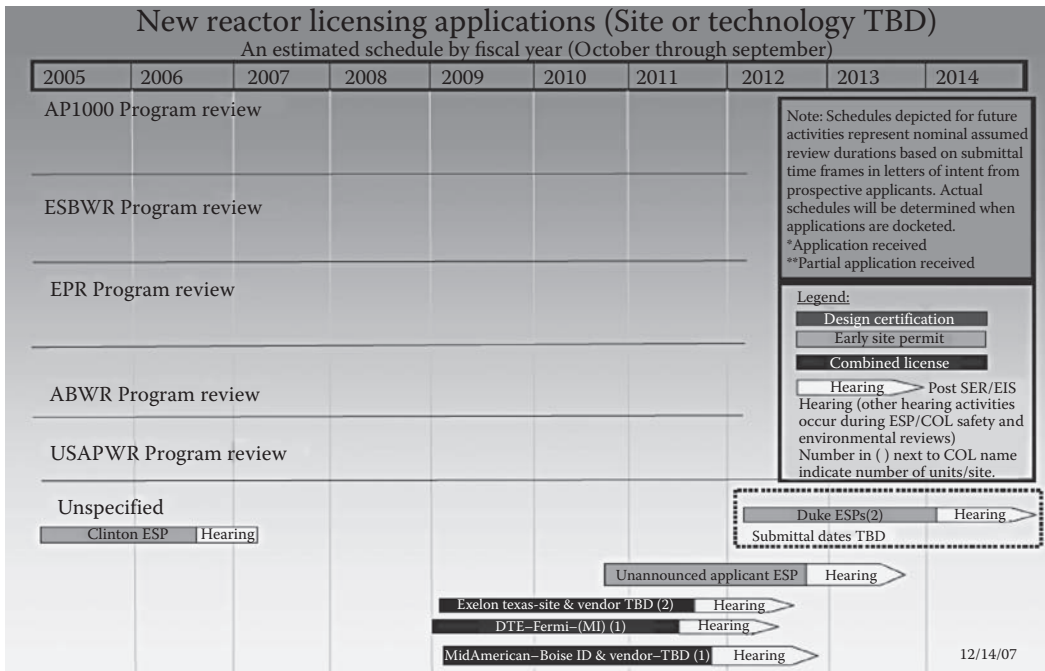 New reactor licensing applications (Site or technology TBD)
An estimated schedule by fiscal year (October through september)
2005 2006 2007 2008 2009 2010 2011 2012 2013 2014
AP1000 Program review
Note: Schedules depicted for future
activities represent nominal assumed
review durations based on submittal
time frames in letters of intent from
prospective applicants. Actual
schedules will be determined when
applications are docketed.
*Application received
**Partial application received
ESBWR Program review
EPR Program review
Legend:
Design certification
Early site permit
Combined license
Hearing Post SER/EIS
Hearing (other hearing activities
occur during ESP/COL safety and
environmental reviews)
Number in ( ) next to COL name
indicate number of units/site.
ABWR Program review
USAPWR Program review
Unspecified
Clinton ESP Hearing
Duke ESPs(2) Hearing
Submittal dates TBD
Unannounced applicant ESP Hearing
Exelon texas-site & vendor TBD (2) Hearing
DTE–Fermi–(MI) (1) Hearing
MidAmerican–Boise ID & vendor–TBD (1) Hearing
12/14/07